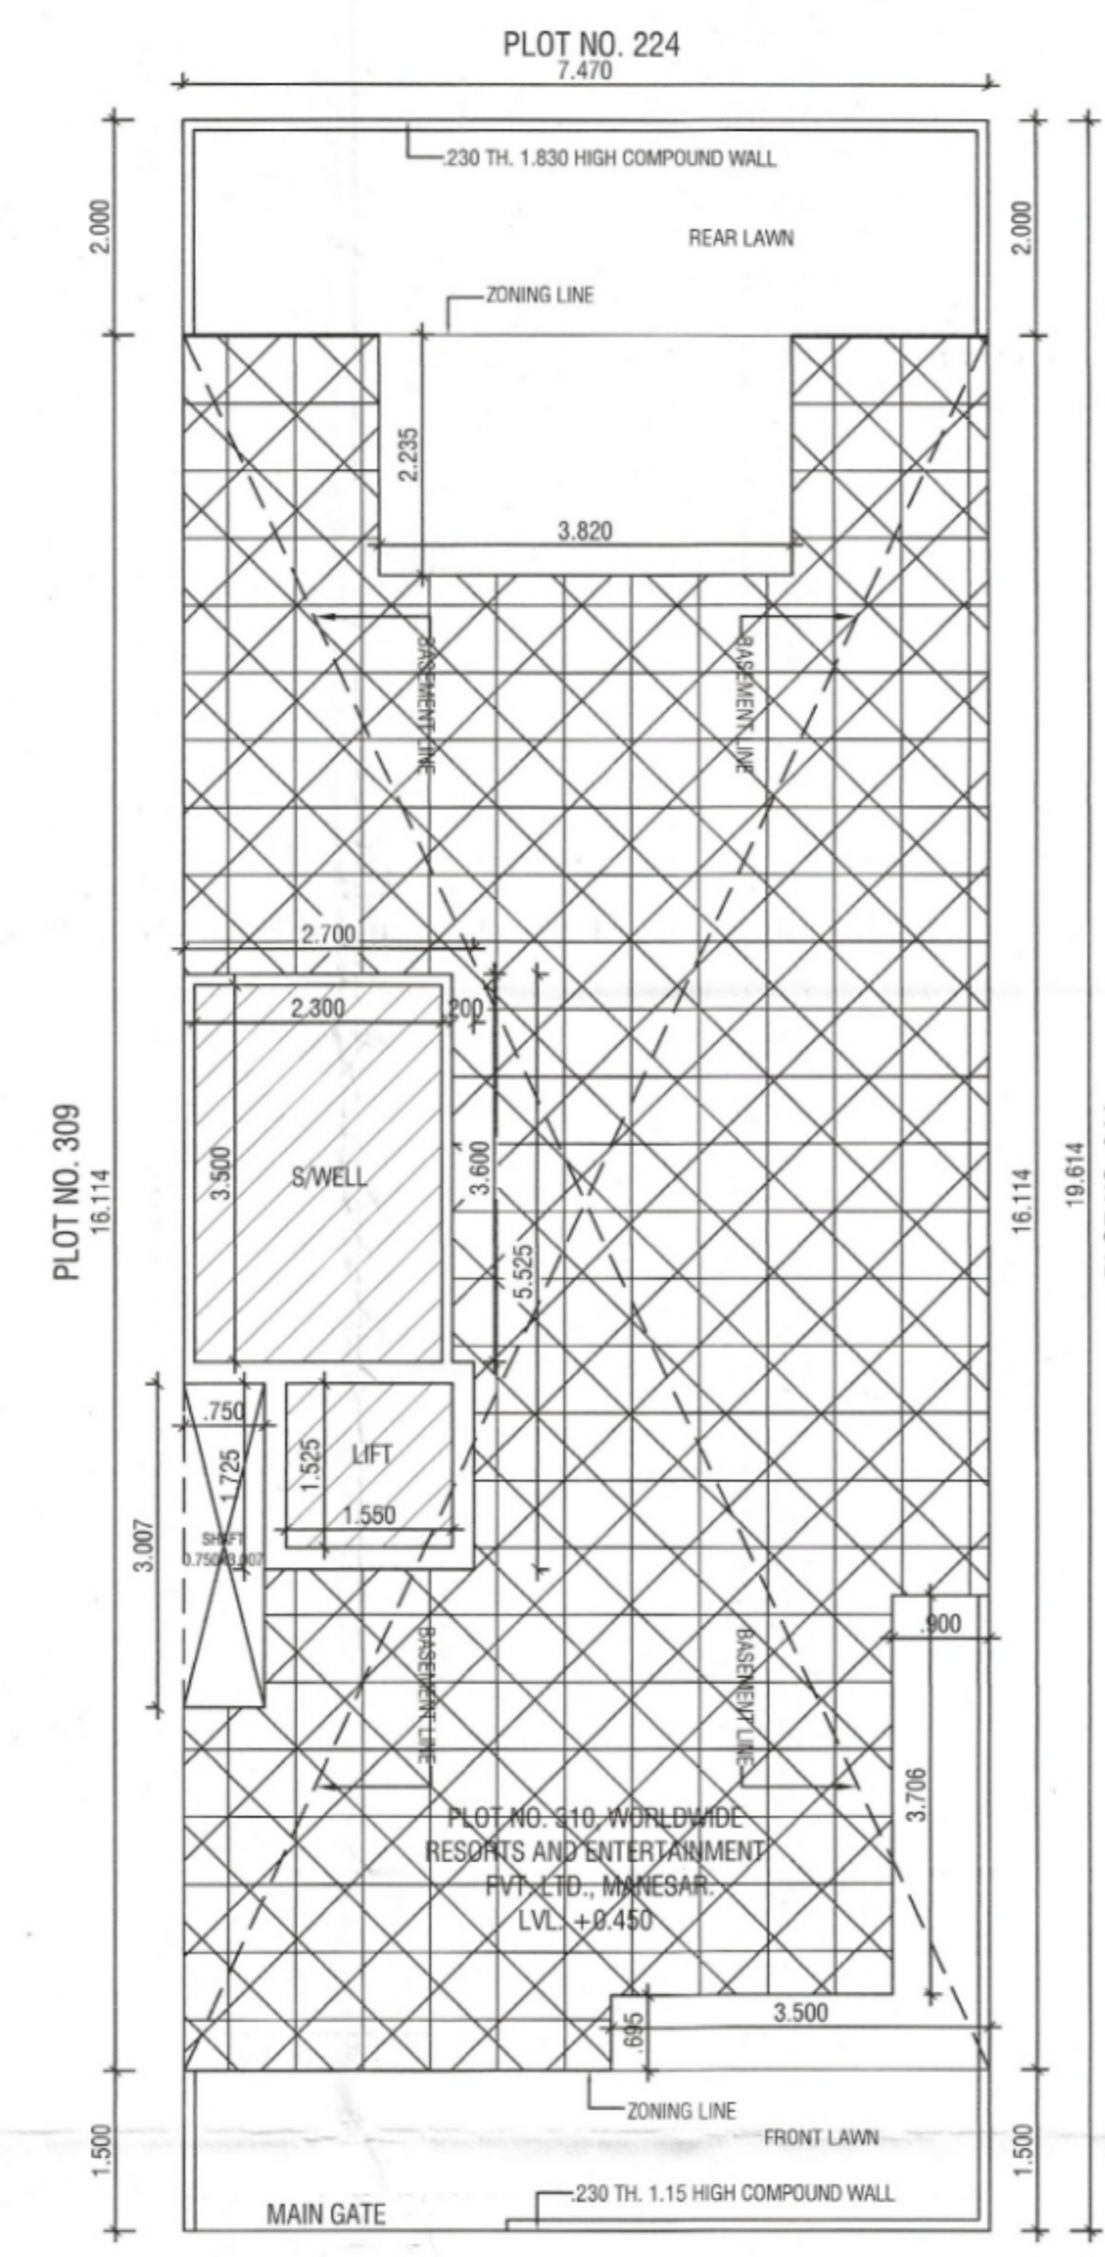 PLOT NO. 224
7.470
.230 TH. 1.830 HIGH COMPOUND WALL
2.000
REAR LAWN
2.000
ZONING LINE
2.235
3.820
BASEMENT LINE
BASEMENT LINE
2.700
2.300
200
PLOT NO. 309
16.114
3.500
S/WELL
3.600
5.525
16.114
19.614
.750
1.725
1.525
LIFT
1.550
3.007
SHAFT
0.750X3.007
.900
BASEMENT LINE
BASEMENT LINE
3.706
PLOT NO. 310. WORLDWIDE
RESORTS AND ENTERTAINMENT
PVT. LTD., MANESAR.
LVL. +0.450
.695
3.500
ZONING LINE
FRONT LAWN
1.500
1.500
.230 TH. 1.15 HIGH COMPOUND WALL
MAIN GATE